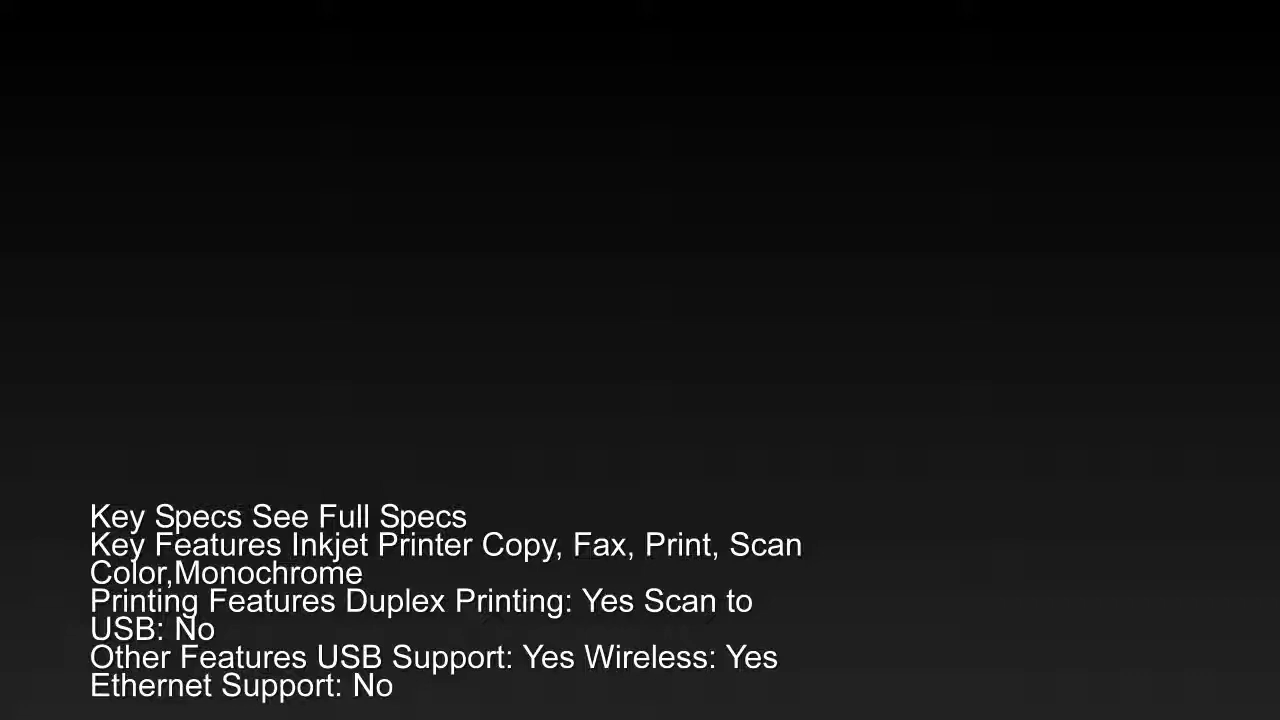 Key Specs See Full Specs
Key Features Inkjet Printer Copy, Fax, Print, Scan
Color,Monochrome
Printing Features Duplex Printing: Yes Scan to
USB: No
Other Features USB Support: Yes Wireless: Yes
Ethernet Support: No